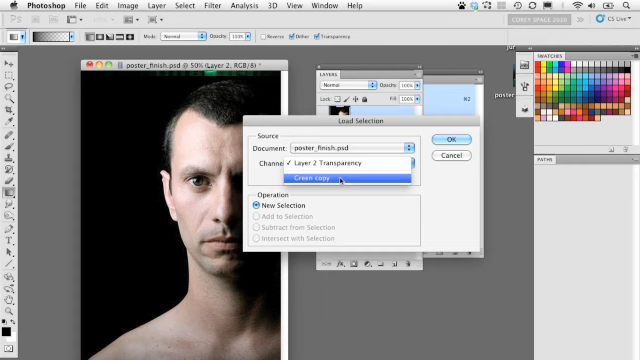 Photoshop File Edit Image Layer Select Filter Analysis 3D View Window Help
Ps 50% COREY SPACE 2010 CS Live
Mode: Normal Opacity: 100% Reverse Dither Transparency
poster_finish.psd @ 50% (Layer 2, RGB/8) *
LAYERS
Normal Opacity: 100%
Lock: Fill: 100%
⌘2
SWATCHES
PATHS
Load Selection
Source
Document: poster_finish.psd
Channel: ✓ Layer 2 Transparency
Green copy
OK
Cancel
Operation
New Selection
Add to Selection
Subtract from Selection
Intersect with Selection